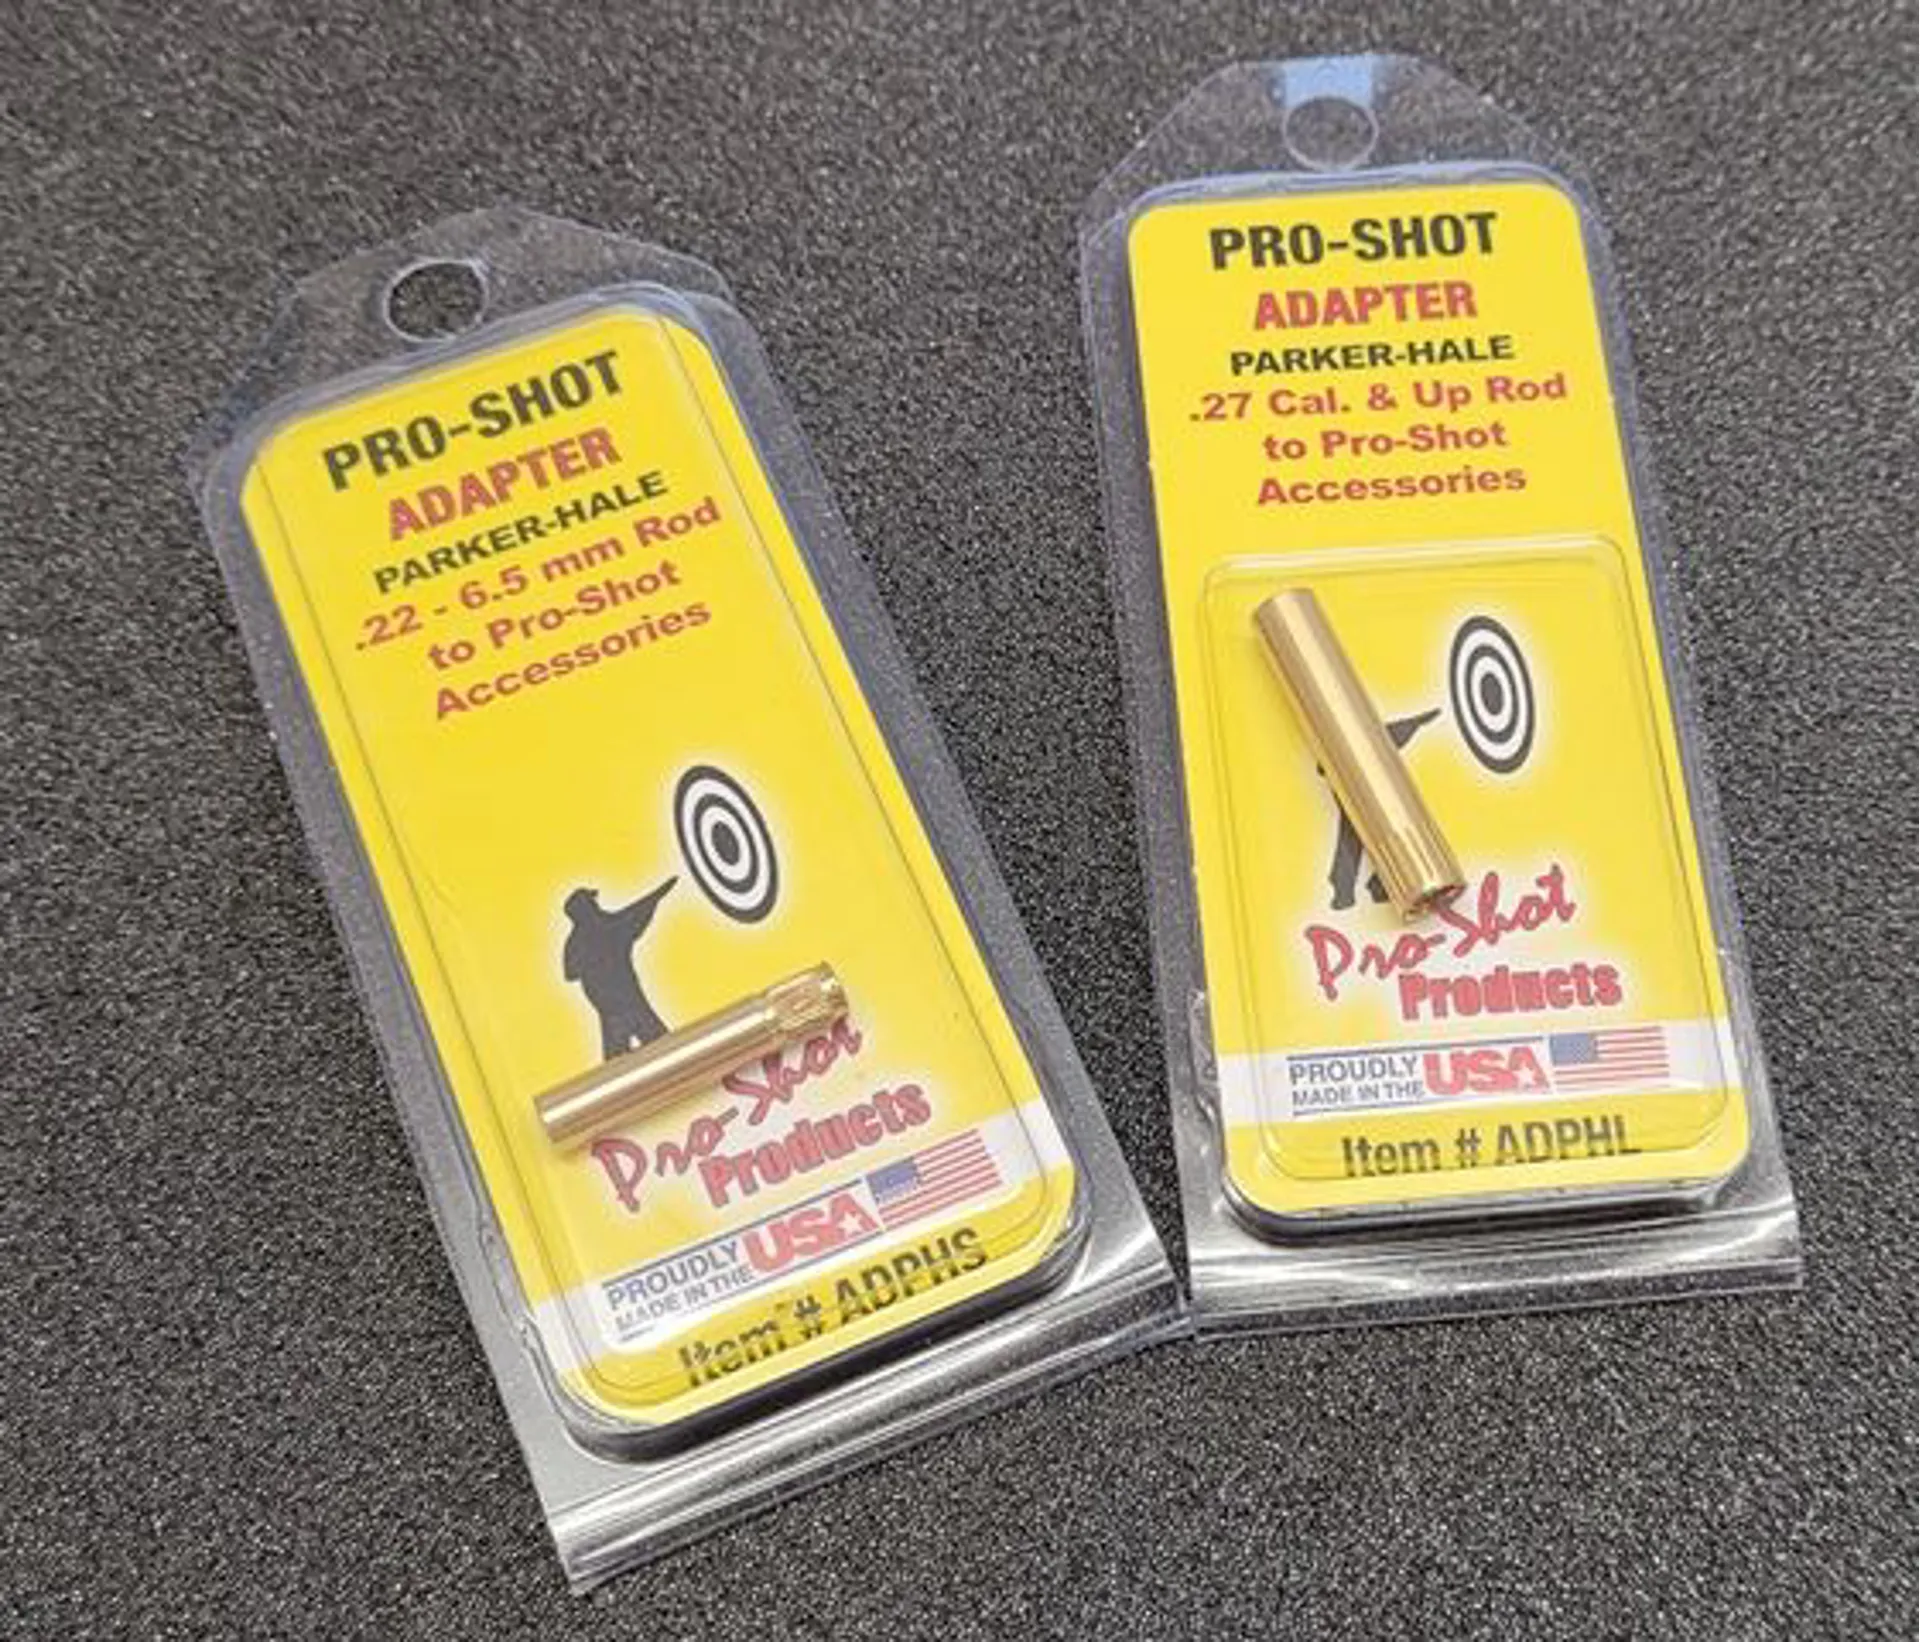 PRO-SHOT
ADAPTER
PARKER-HALE
.22 - 6.5 mm Rod
to Pro-Shot
Accessories
Pro-Shot
Products
PROUDLY
MADE IN THE USA
Item # ADPHS
PRO-SHOT
ADAPTER
PARKER-HALE
.27 Cal. & Up Rod
to Pro-Shot
Accessories
Pro-Shot
Products
PROUDLY
MADE IN THE USA
Item # ADPHL